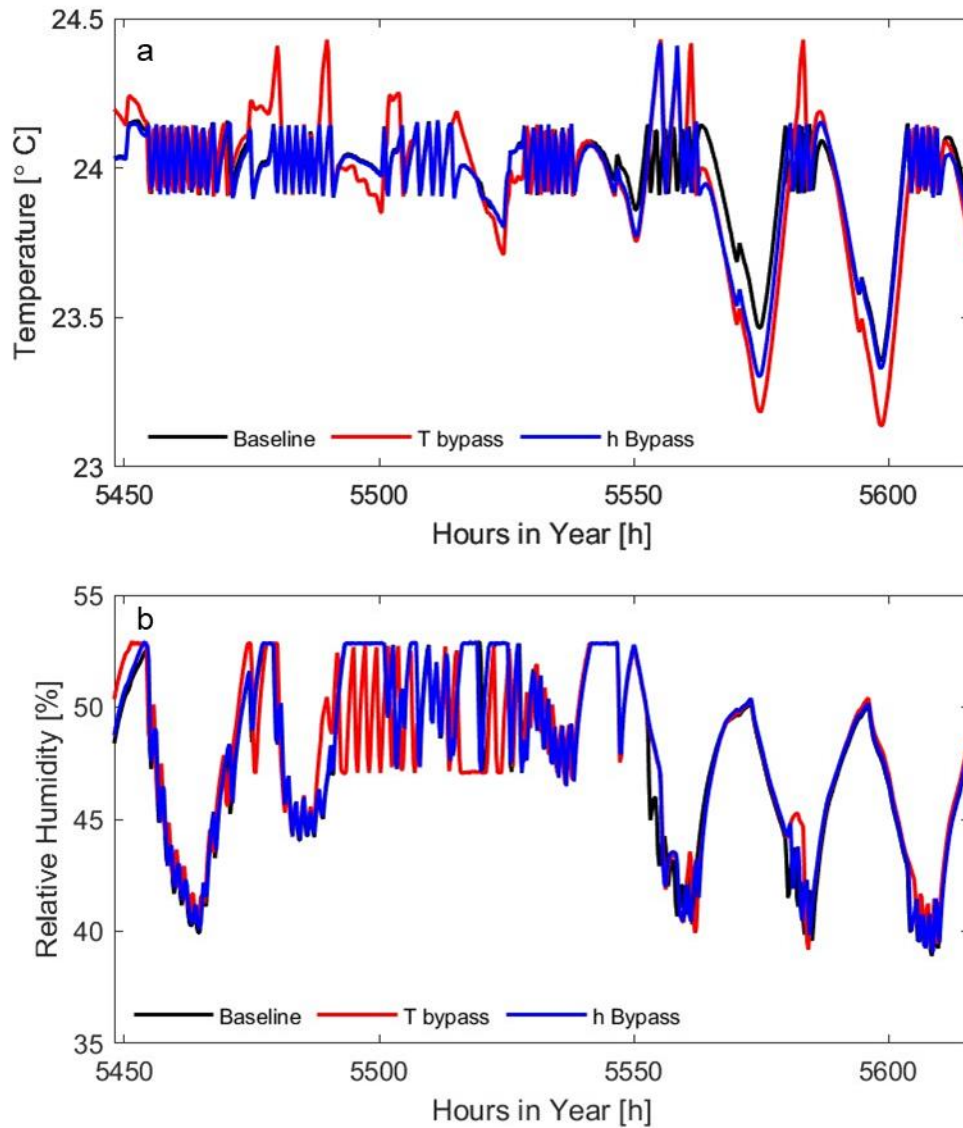 a
24.5
24
23.5
23
Temperature [° C]
Baseline T bypass h Bypass
5450 5500 5550 5600
Hours in Year [h]
b
55
50
45
40
35
Relative Humidity [%]
Baseline T bypass h Bypass
5450 5500 5550 5600
Hours in Year [h]